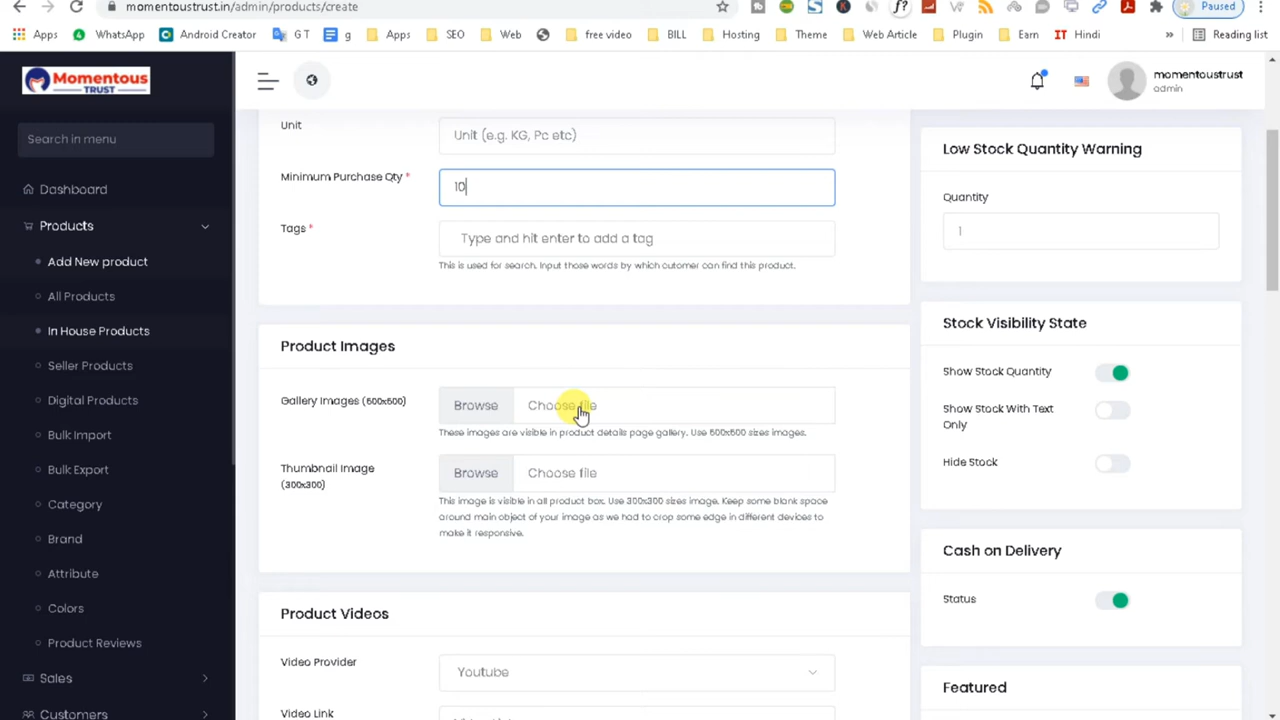 momentoustrust.in/admin/products/create
Paused
Apps
WhatsApp
Android Creator
G T
g
Apps
SEO
Web
free video
BILL
Hosting
Theme
Web Article
Plugin
Earn
IT Hindi
»
Reading list
Momentous
TRUST
momentoustrust
admin
Search in menu
Dashboard
Products
Add New product
All Products
In House Products
Seller Products
Digital Products
Bulk Import
Bulk Export
Category
Brand
Attribute
Colors
Product Reviews
Sales
Customers
Unit
Unit (e.g. KG, Pc etc)
Minimum Purchase Qty *
10
Tags *
Type and hit enter to add a tag
This is used for search. Input those words by which cutomer can find this product.
Product Images
Gallery Images (600x600)
Browse
Choose file
These images are visible in product details page gallery. Use 600x600 sizes images.
Thumbnail Image
(300x300)
Browse
Choose file
This image is visible in all product box. Use 300x300 sizes image. Keep some blank space
around main object of your image as we had to crop some edge in different devices to
make it responsive.
Product Videos
Video Provider
Youtube
Video Link
Low Stock Quantity Warning
Quantity
1
Stock Visibility State
Show Stock Quantity
Show Stock With Text
Only
Hide Stock
Cash on Delivery
Status
Featured